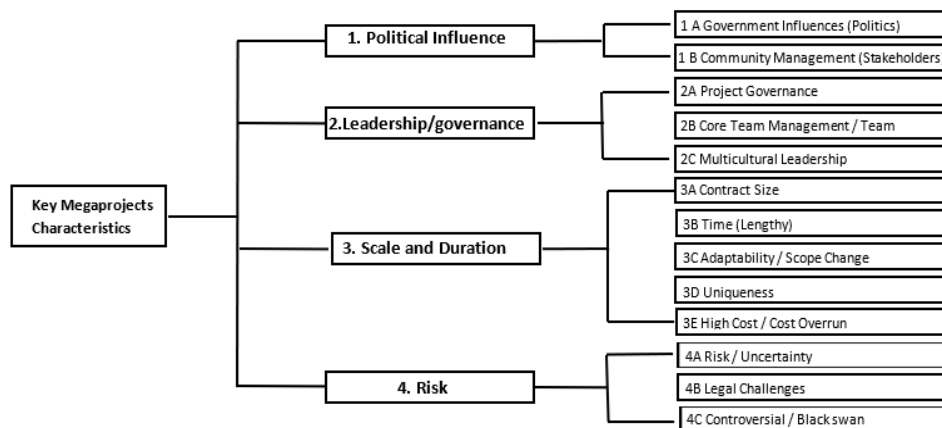 1 A Government Influences (Politics)
1. Political Influence
1 B Community Management (Stakeholders)
2A Project Governance
2.Leadership/governance
2B Core Team Management / Team
2C Multicultural Leadership
Key Megaprojects
Characteristics
3A Contract Size
3B Time (Lengthy)
3. Scale and Duration
3C Adaptability / Scope Change
3D Uniqueness
3E High Cost / Cost Overrun
4A Risk / Uncertainty
4. Risk
4B Legal Challenges
4C Controversial / Black swan